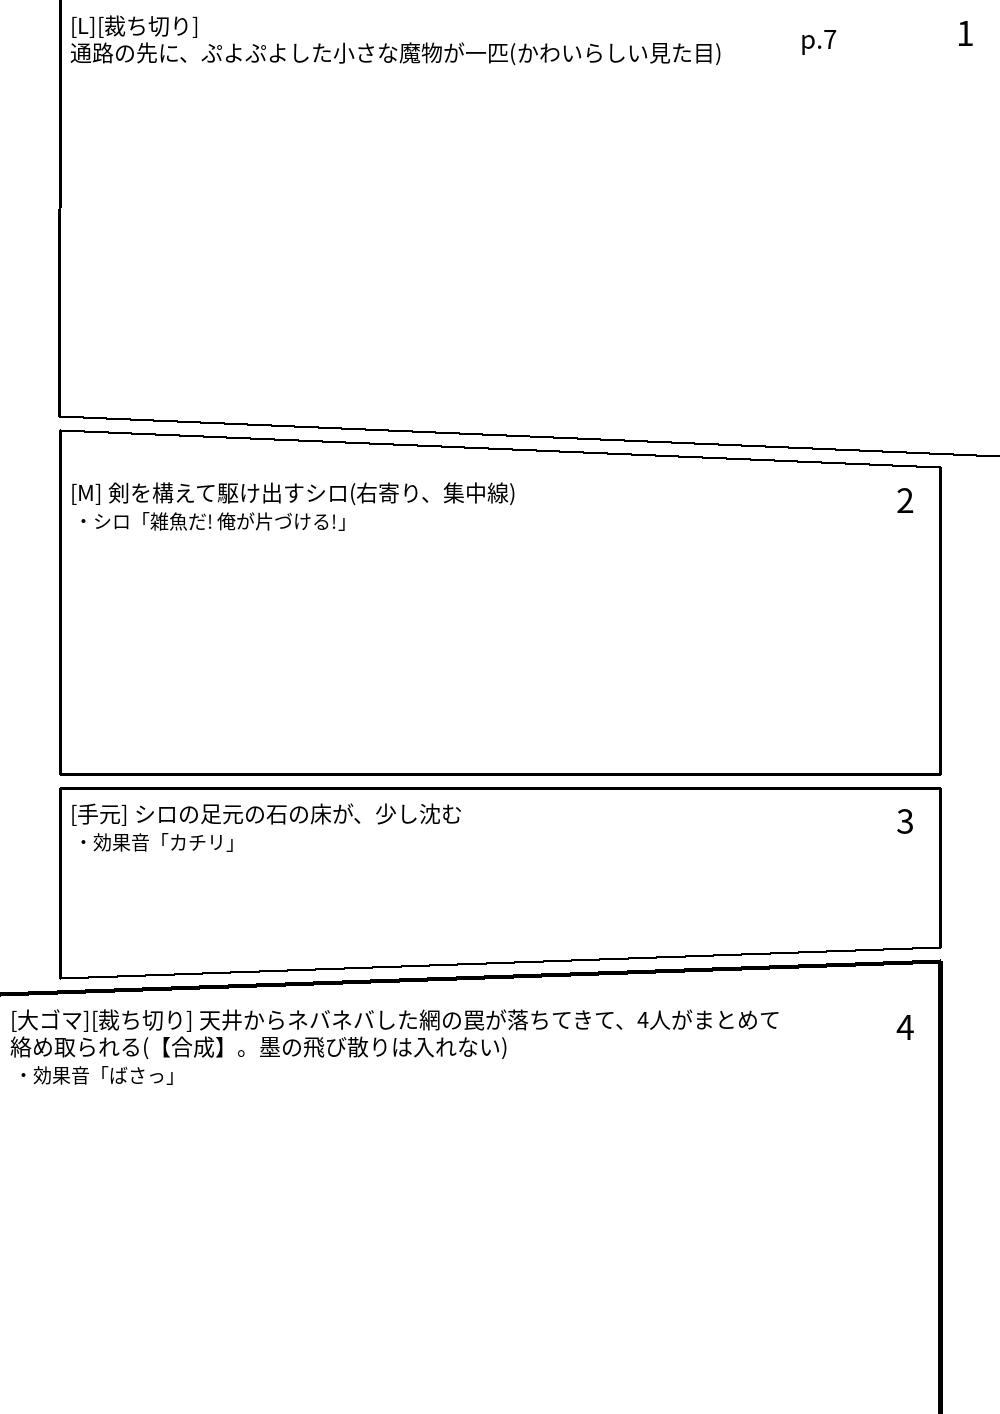 [L][裁ち切り]
通路の先に、ぷよぷよした小さな魔物が一匹(かわいらしい見た目)
p.7
1
[M] 剣を構えて駆け出すシロ(右寄り、集中線)
・シロ「雑魚だ! 俺が片づける!」
2
[手元] シロの足元の石の床が、少し沈む
・効果音「カチリ」
3
[大ゴマ][裁ち切り] 天井からネバネバした網の罠が落ちてきて、4人がまとめて
絡め取られる(【合成】。墨の飛び散りは入れない)
・効果音「ばさっ」
4